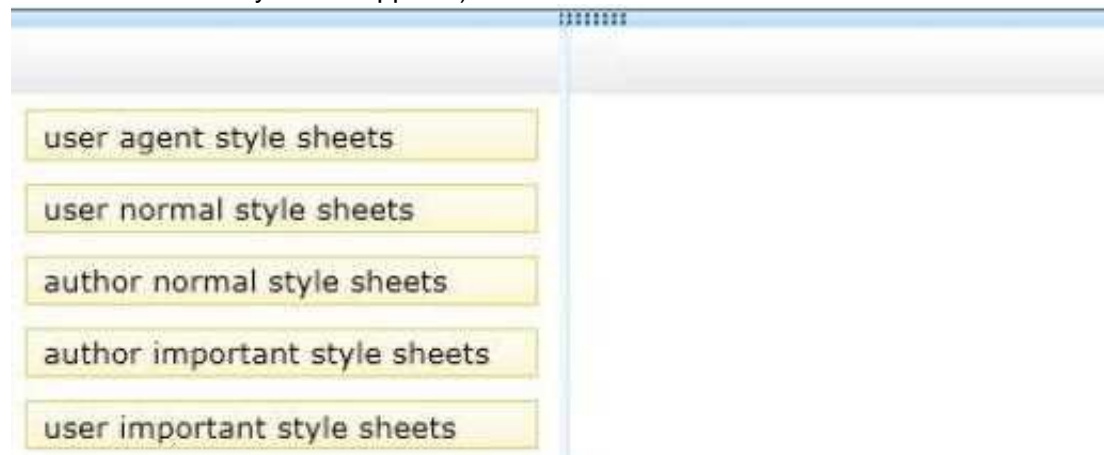 user agent style sheets
user normal style sheets
author normal style sheets
author important style sheets
user important style sheets